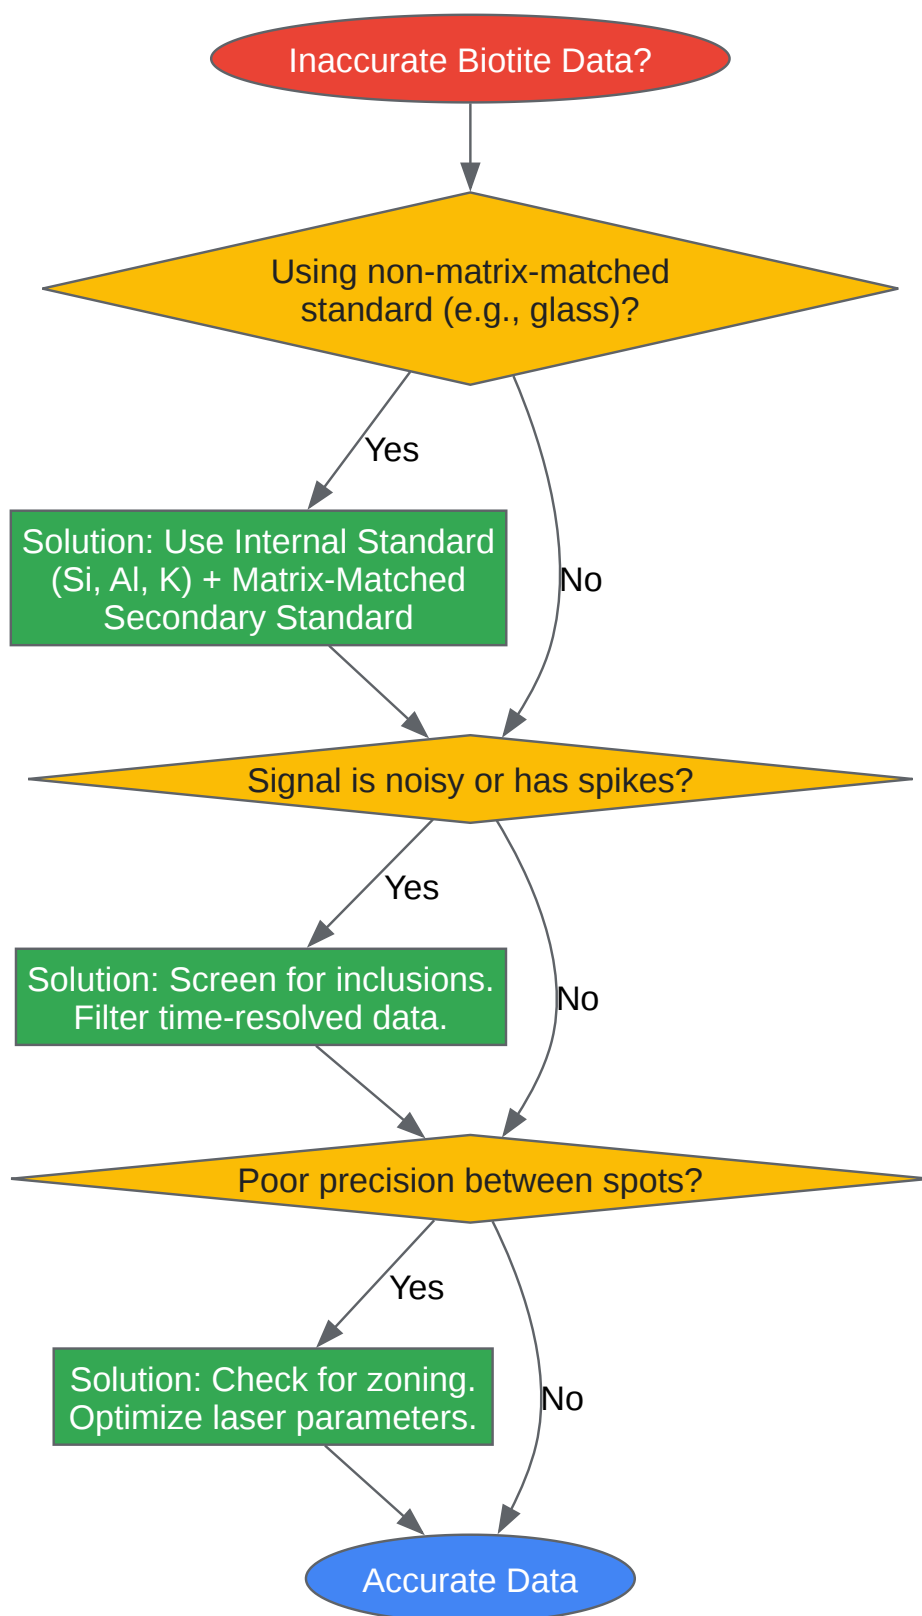 Inaccurate Biotite Data?
Using non-matrix-matched
standard (e.g., glass)?
Yes
Solution: Use Internal Standard
(Si, Al, K) + Matrix-Matched
Secondary Standard
No
Signal is noisy or has spikes?
Yes
Solution: Screen for inclusions.
Filter time-resolved data.
No
Poor precision between spots?
Yes
Solution: Check for zoning.
Optimize laser parameters.
No
Accurate Data